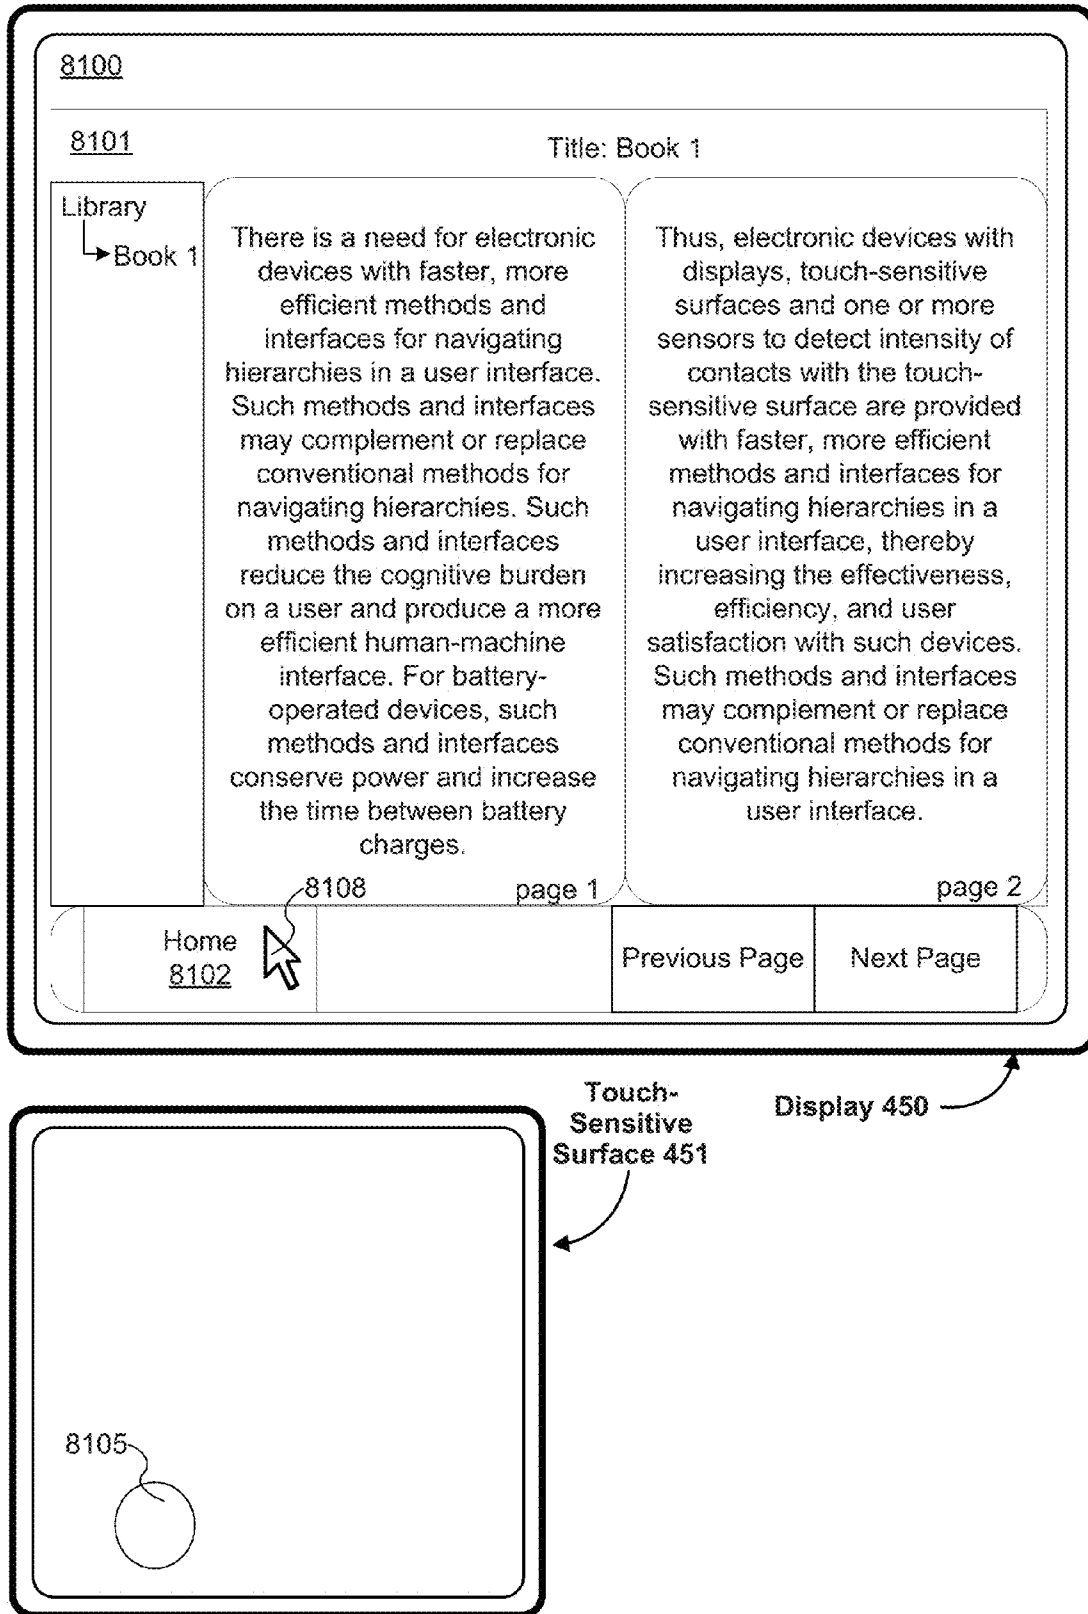 8100
8101
Title: Book 1
Library
Book 1
There is a need for electronic
devices with faster, more
efficient methods and
interfaces for navigating
hierarchies in a user interface.
Such methods and interfaces
may complement or replace
conventional methods for
navigating hierarchies. Such
methods and interfaces
reduce the cognitive burden
on a user and produce a more
efficient human-machine
interface. For battery-
operated devices, such
methods and interfaces
conserve power and increase
the time between battery
charges.
page 1
Thus, electronic devices with
displays, touch-sensitive
surfaces and one or more
sensors to detect intensity of
contacts with the touch-
sensitive surface are provided
with faster, more efficient
methods and interfaces for
navigating hierarchies in a
user interface, thereby
increasing the effectiveness,
efficiency, and user
satisfaction with such devices.
Such methods and interfaces
may complement or replace
conventional methods for
navigating hierarchies in a
user interface.
page 2
8108
Home
8102
Previous Page
Next Page
Display 450
Touch-
Sensitive
Surface 451
8105